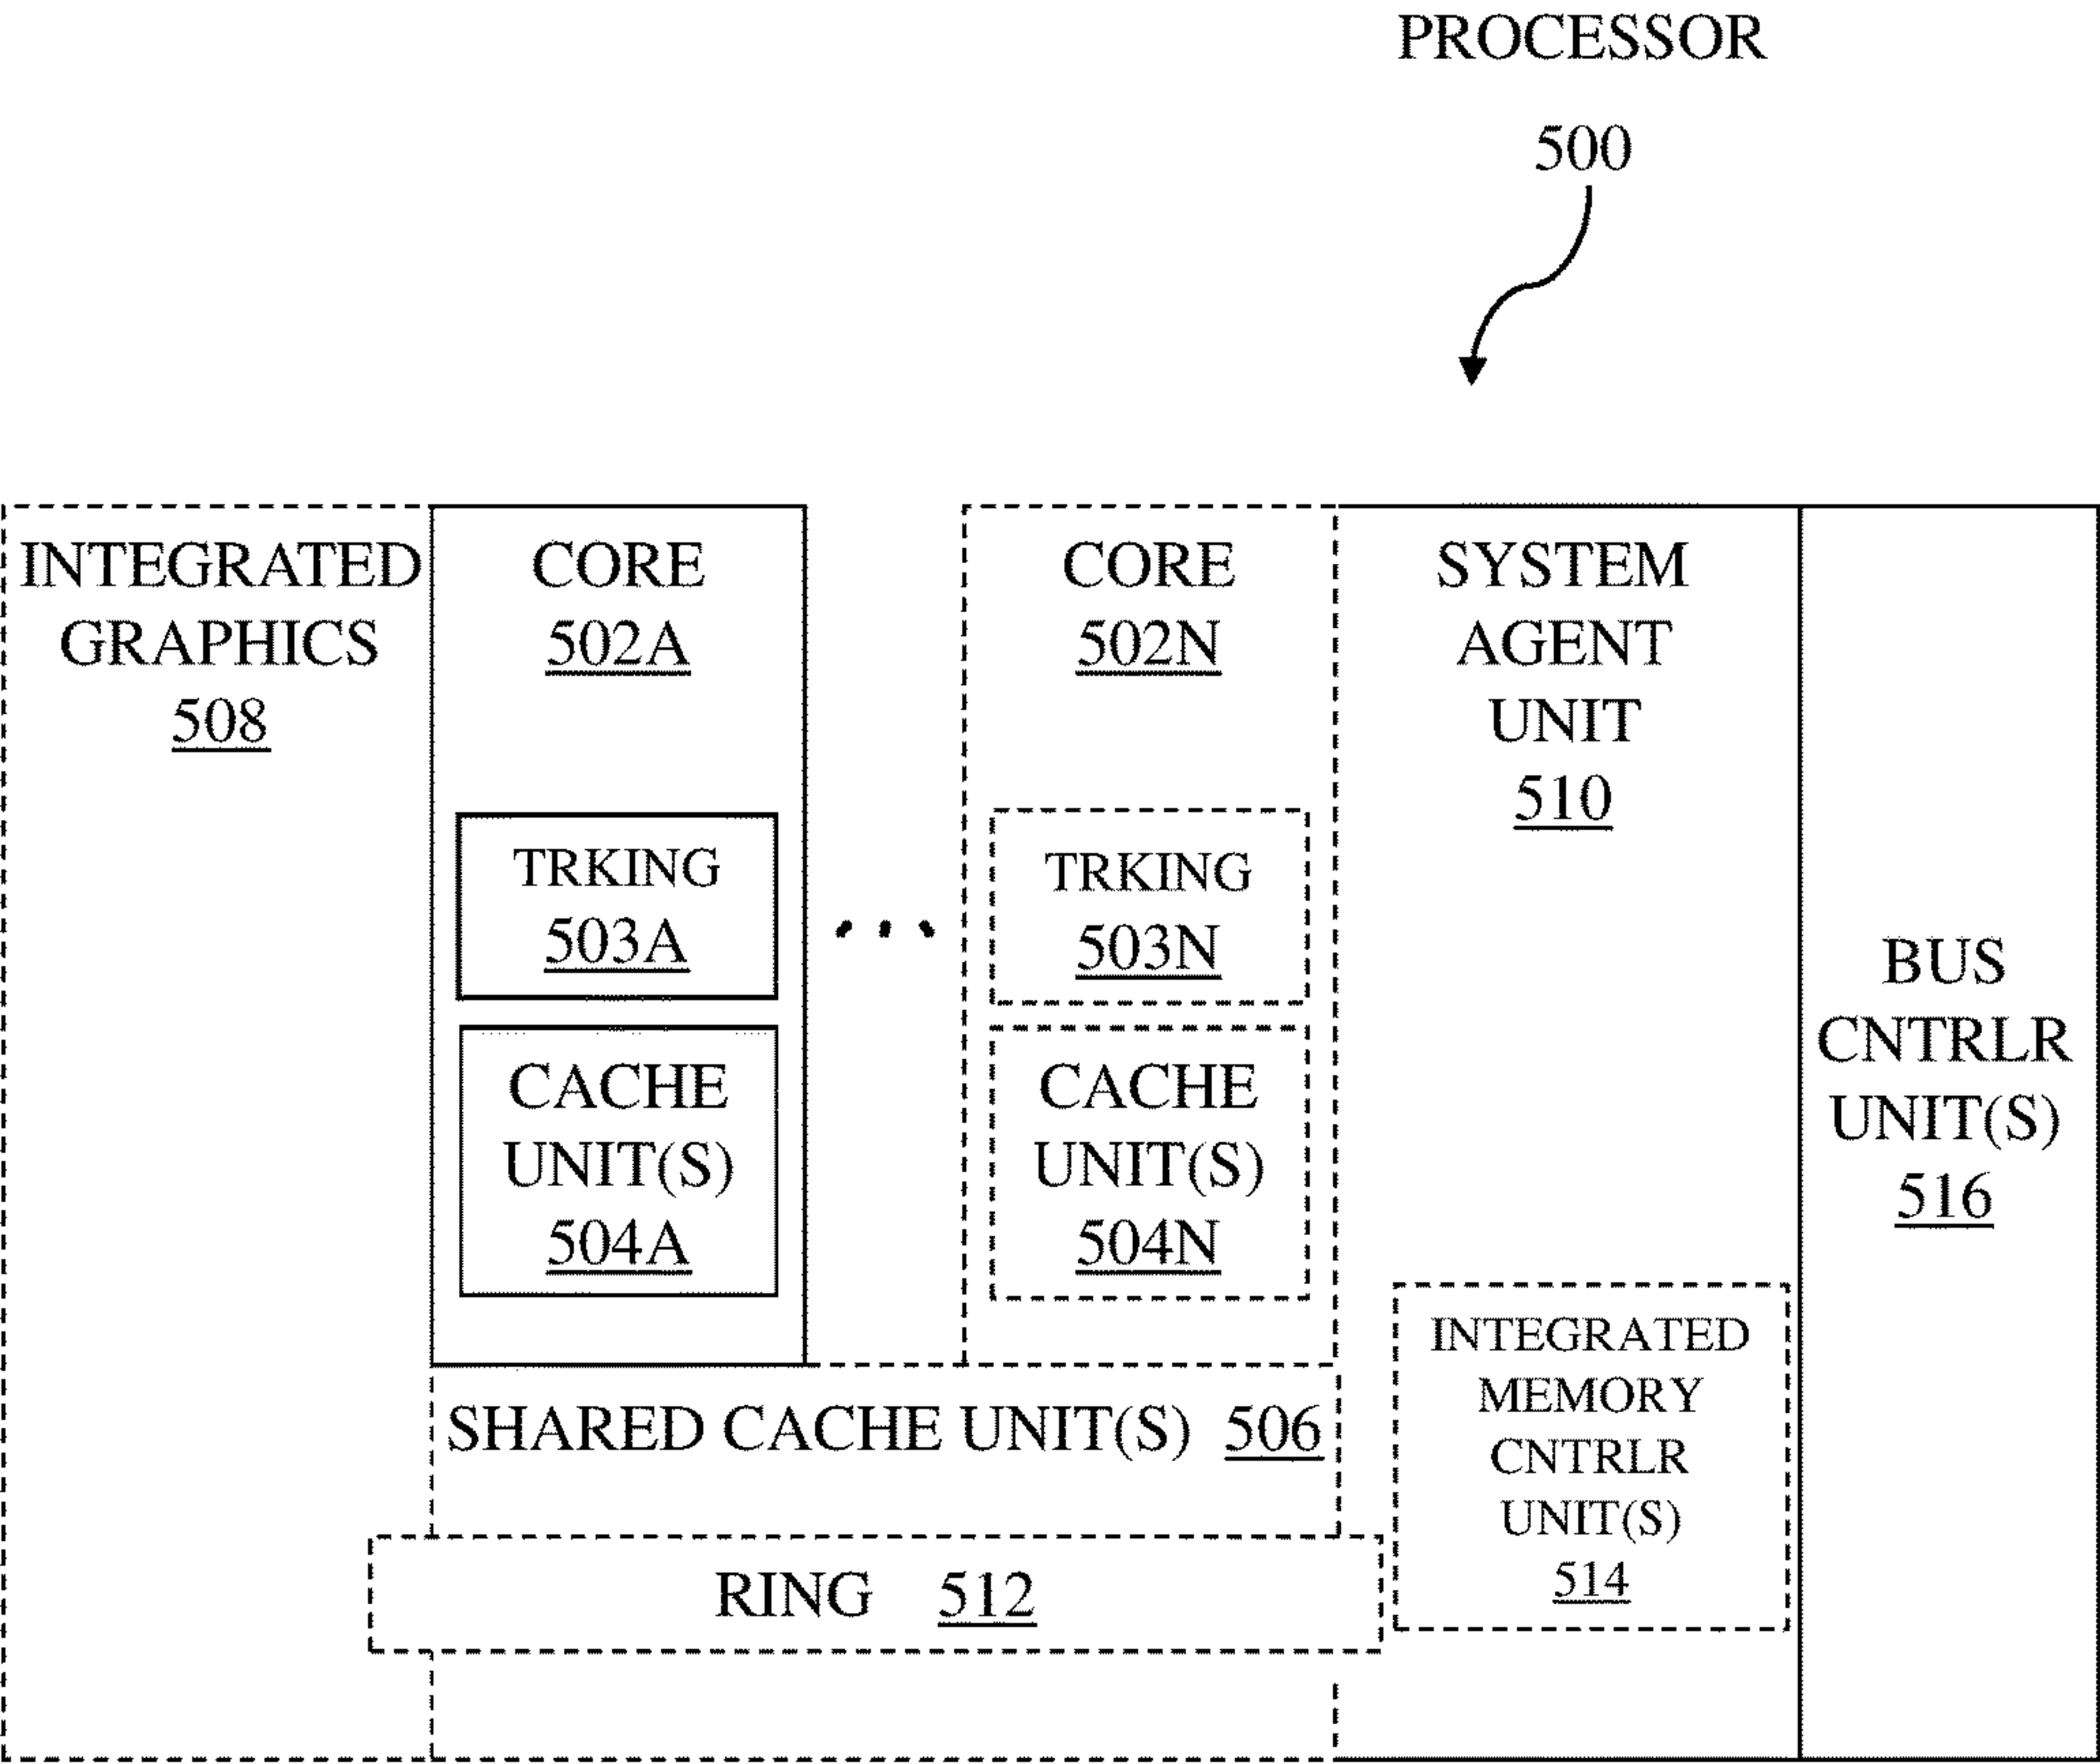 PROCESSOR
500
INTEGRATED
GRAPHICS
508
CORE
502A
TRKING
503A
CACHE
UNIT(S)
504A
CORE
502N
TRKING
503N
CACHE
UNIT(S)
504N
SYSTEM
AGENT
UNIT
510
BUS
CNTRLR
UNIT(S)
516
INTEGRATED
MEMORY
CNTRLR
UNIT(S)
514
SHARED CACHE UNIT(S) 506
RING 512